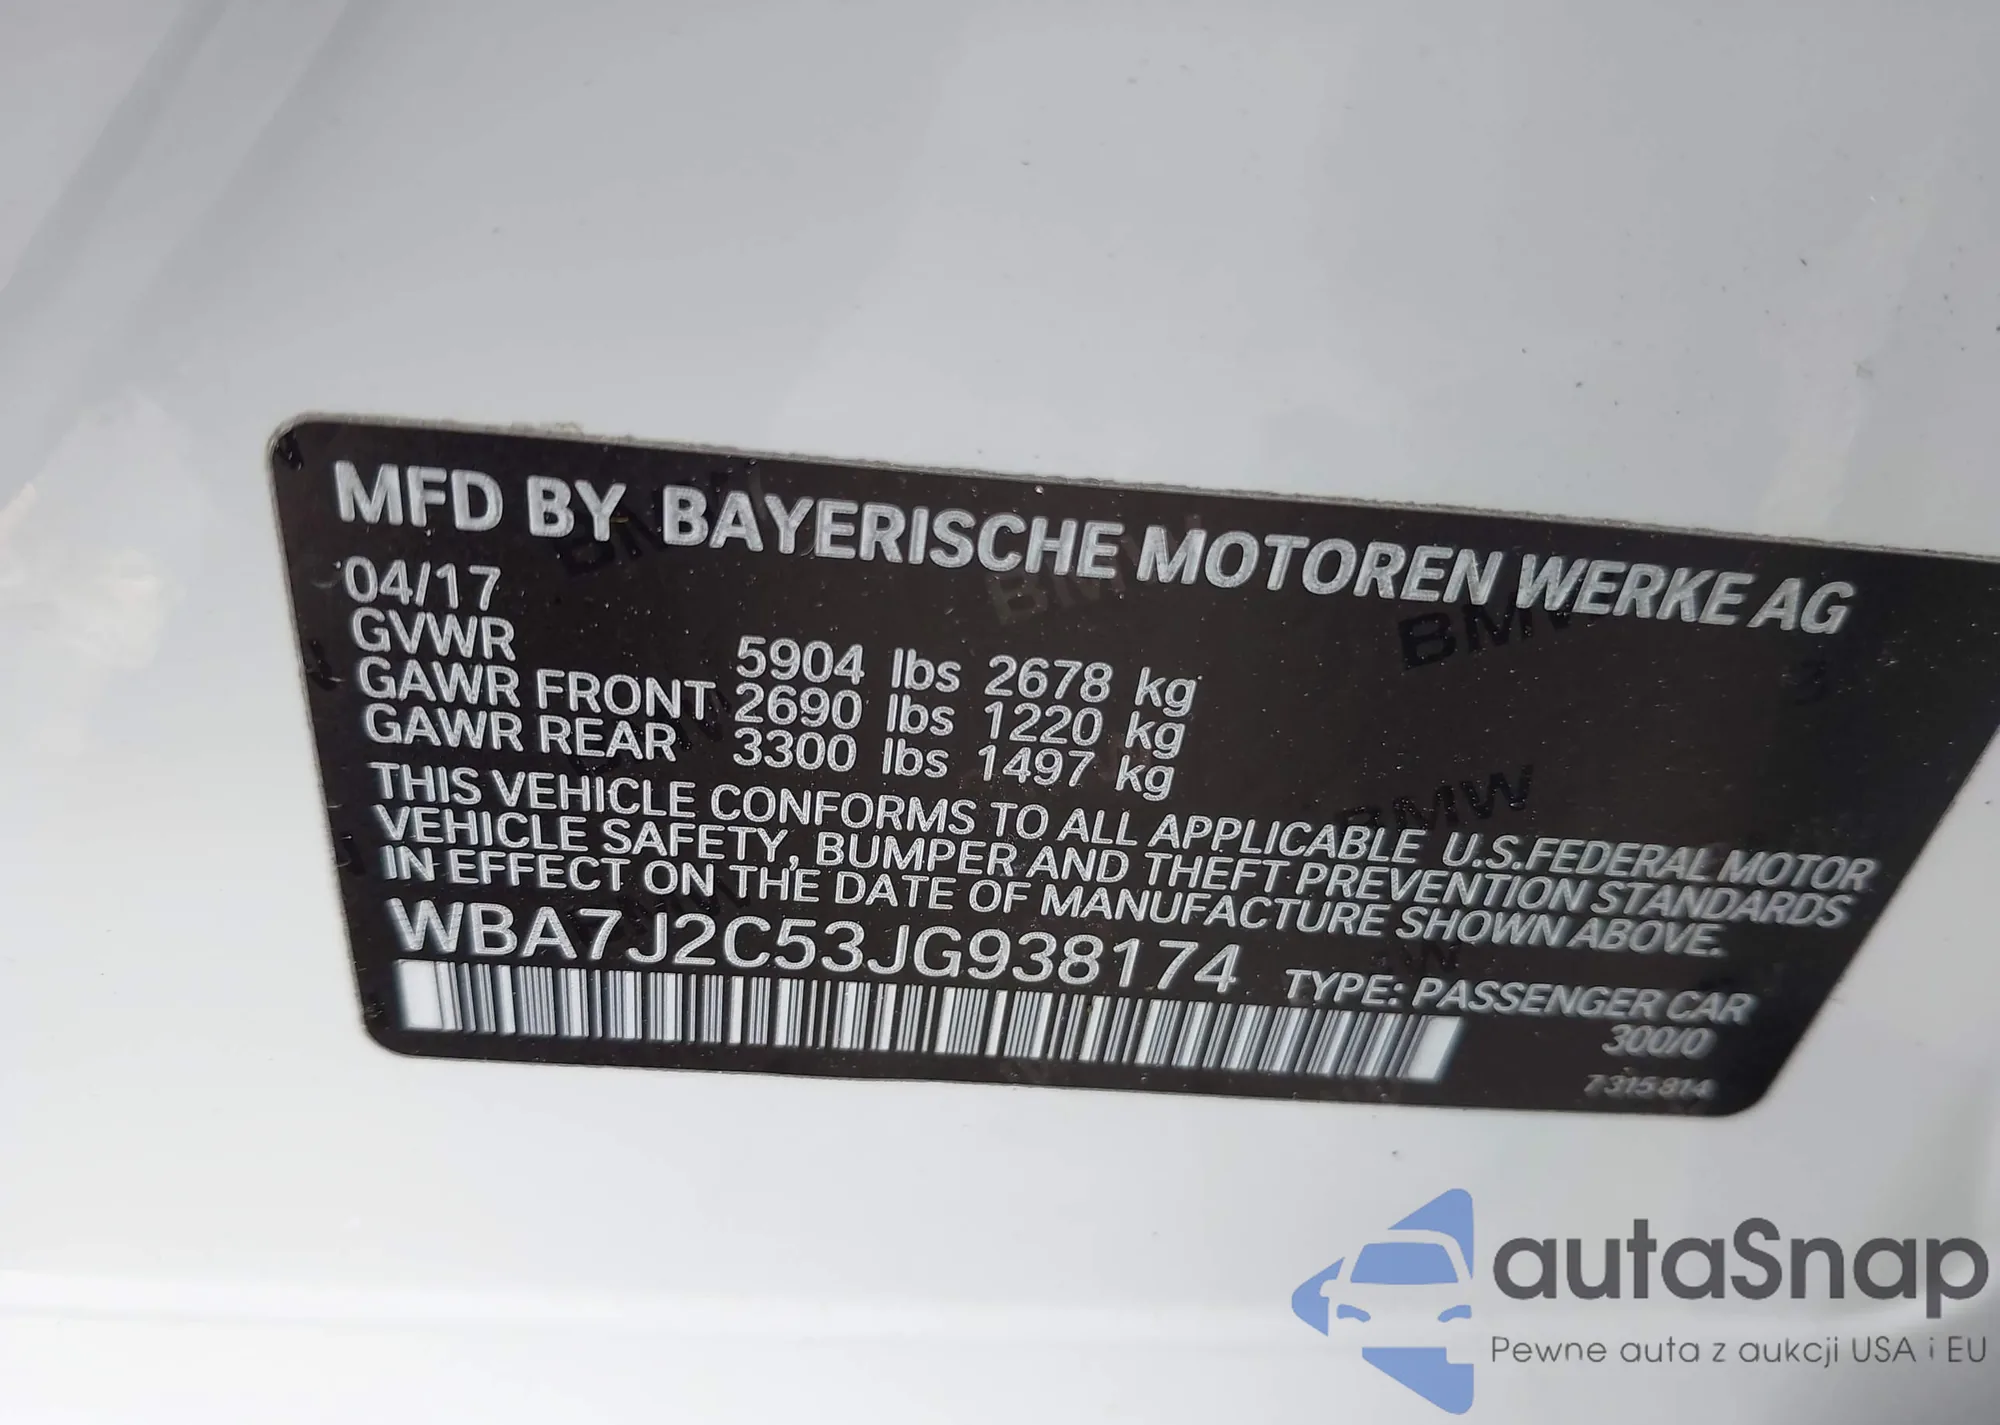 MFD BY BAYERISCHE MOTOREN WERKE AG
04/17
GVWR 5904 lbs 2678 kg
GAWR FRONT 2690 lbs 1220 kg
GAWR REAR 3300 lbs 1497 kg
THIS VEHICLE CONFORMS TO ALL APPLICABLE U.S.FEDERAL MOTOR
VEHICLE SAFETY, BUMPER AND THEFT PREVENTION STANDARDS
IN EFFECT ON THE DATE OF MANUFACTURE SHOWN ABOVE.
WBA7J2C53JG938174
TYPE: PASSENGER CAR
300/0
7315814
autaSnap
Pewne auta z aukcji USA i EU